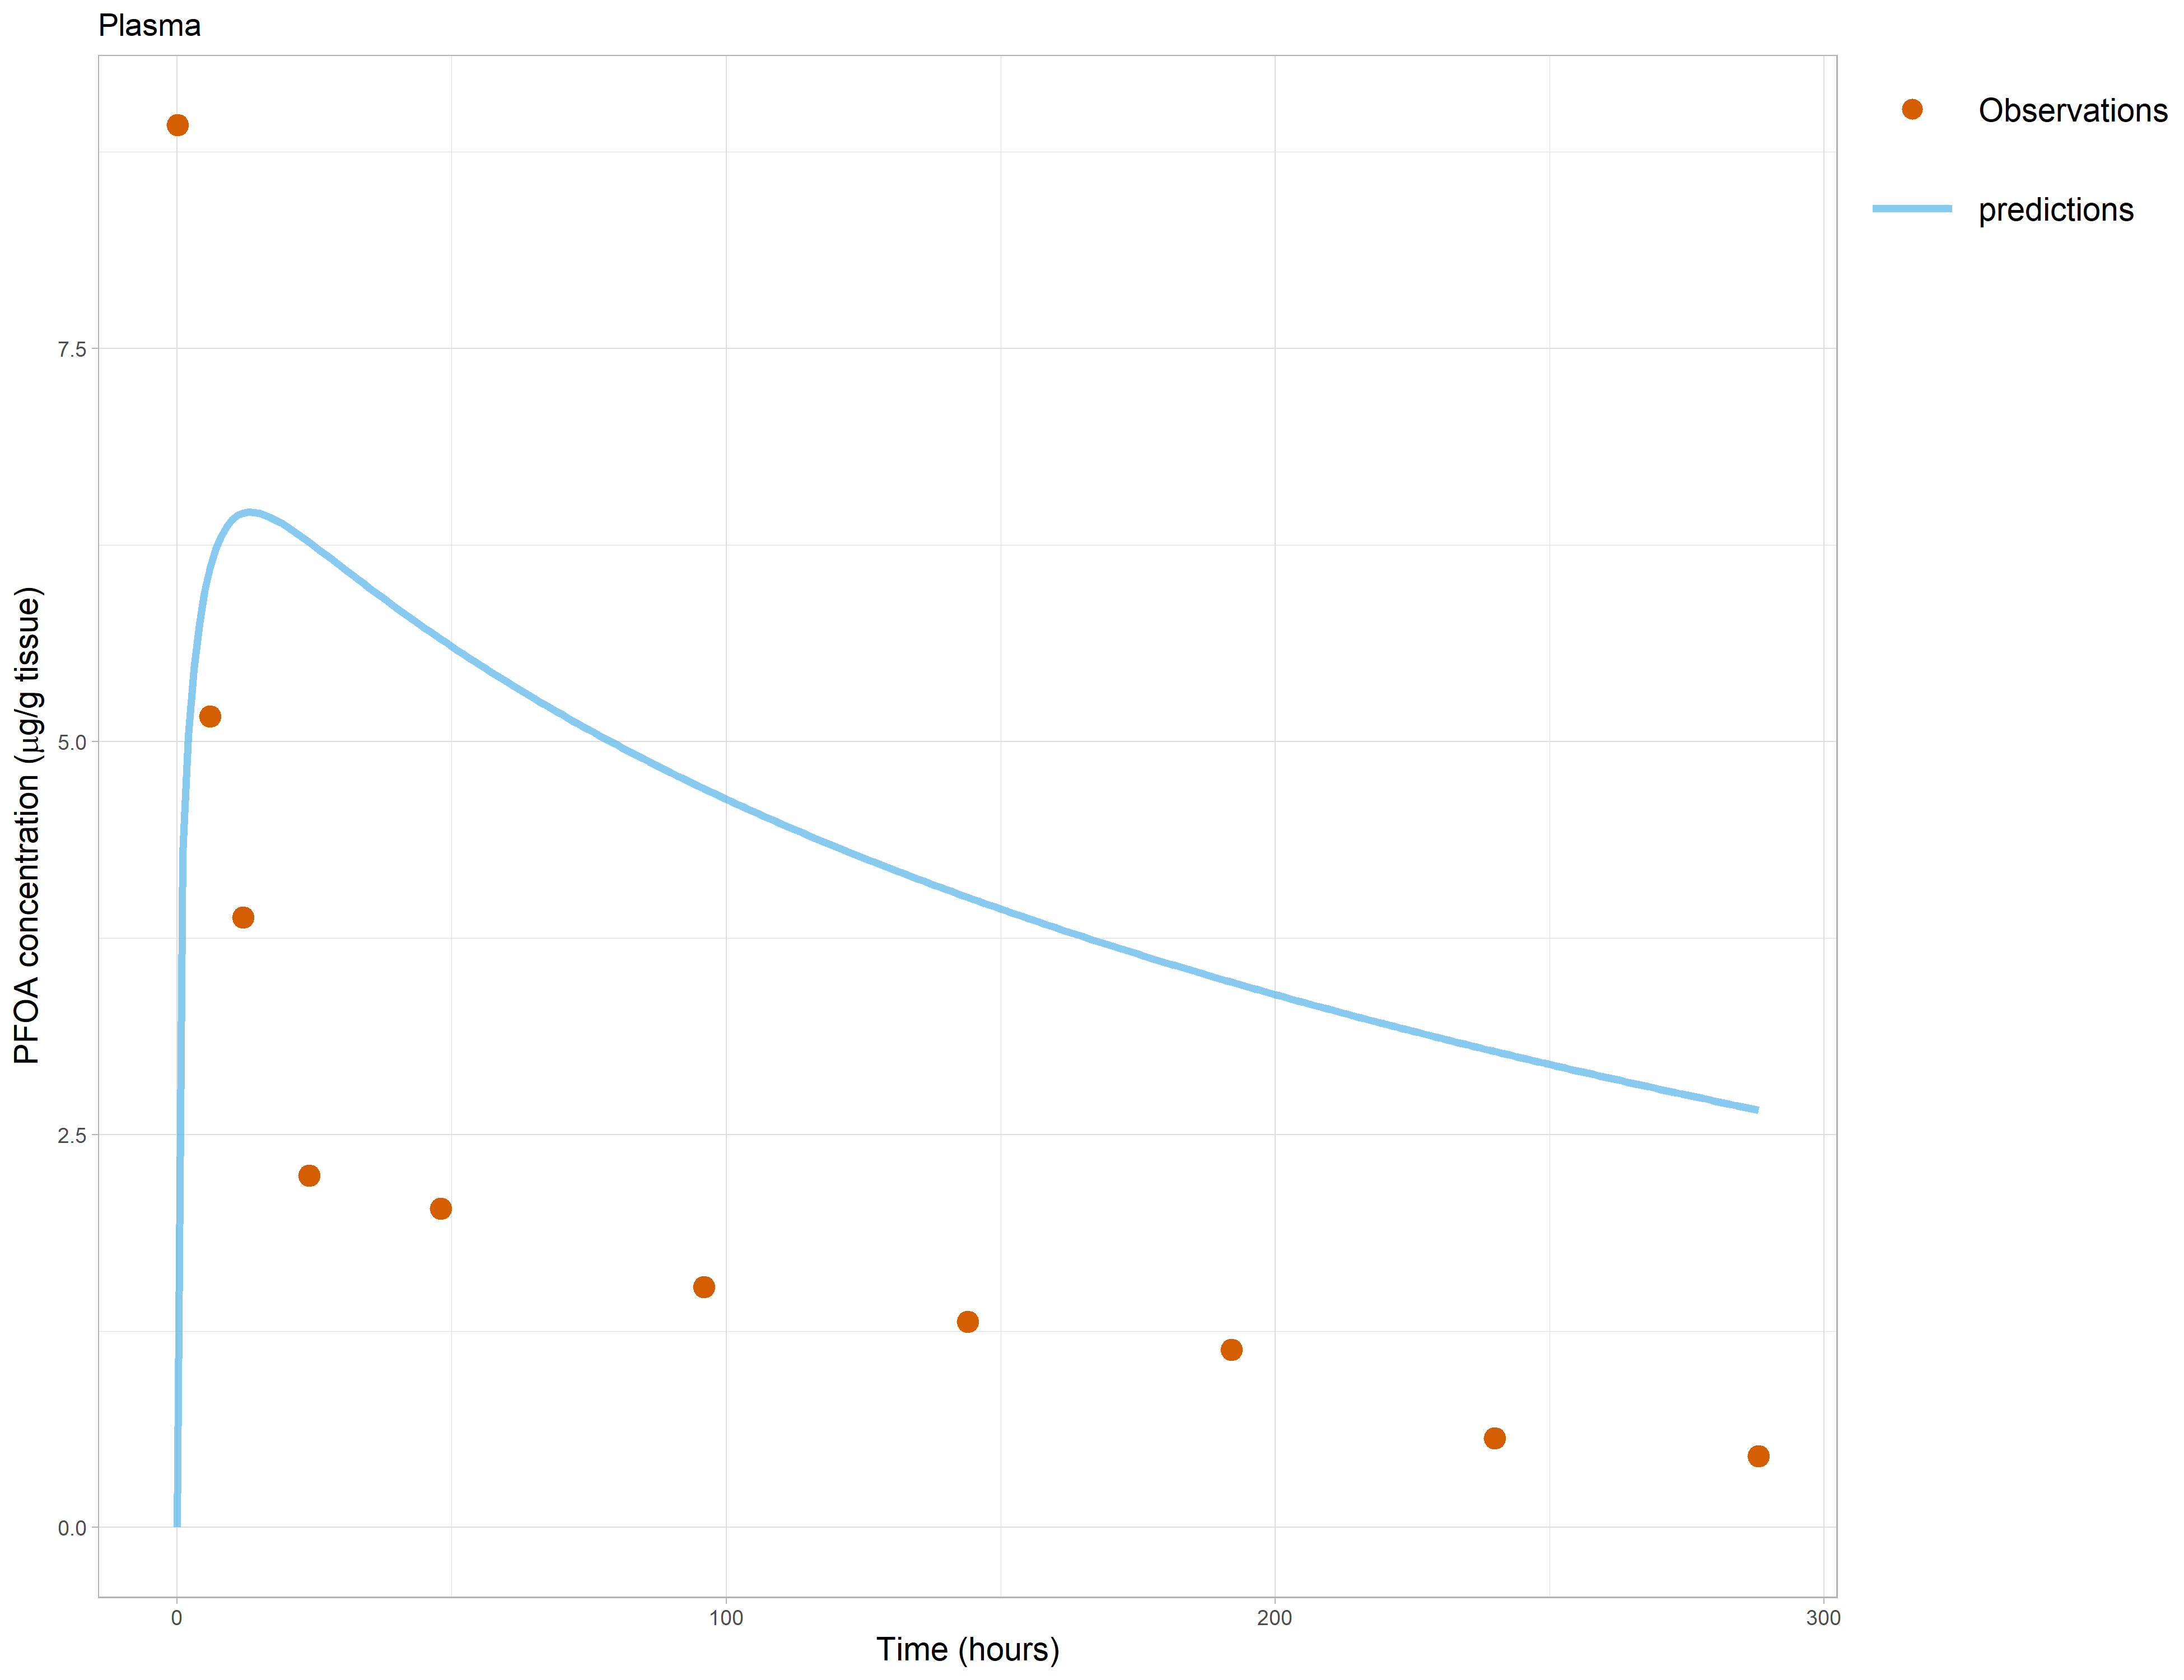 Plasma
Observations
predictions
7.5
5.0
2.5
0.0
PFOA concentration (μg/g tissue)
0
100
200
300
Time (hours)